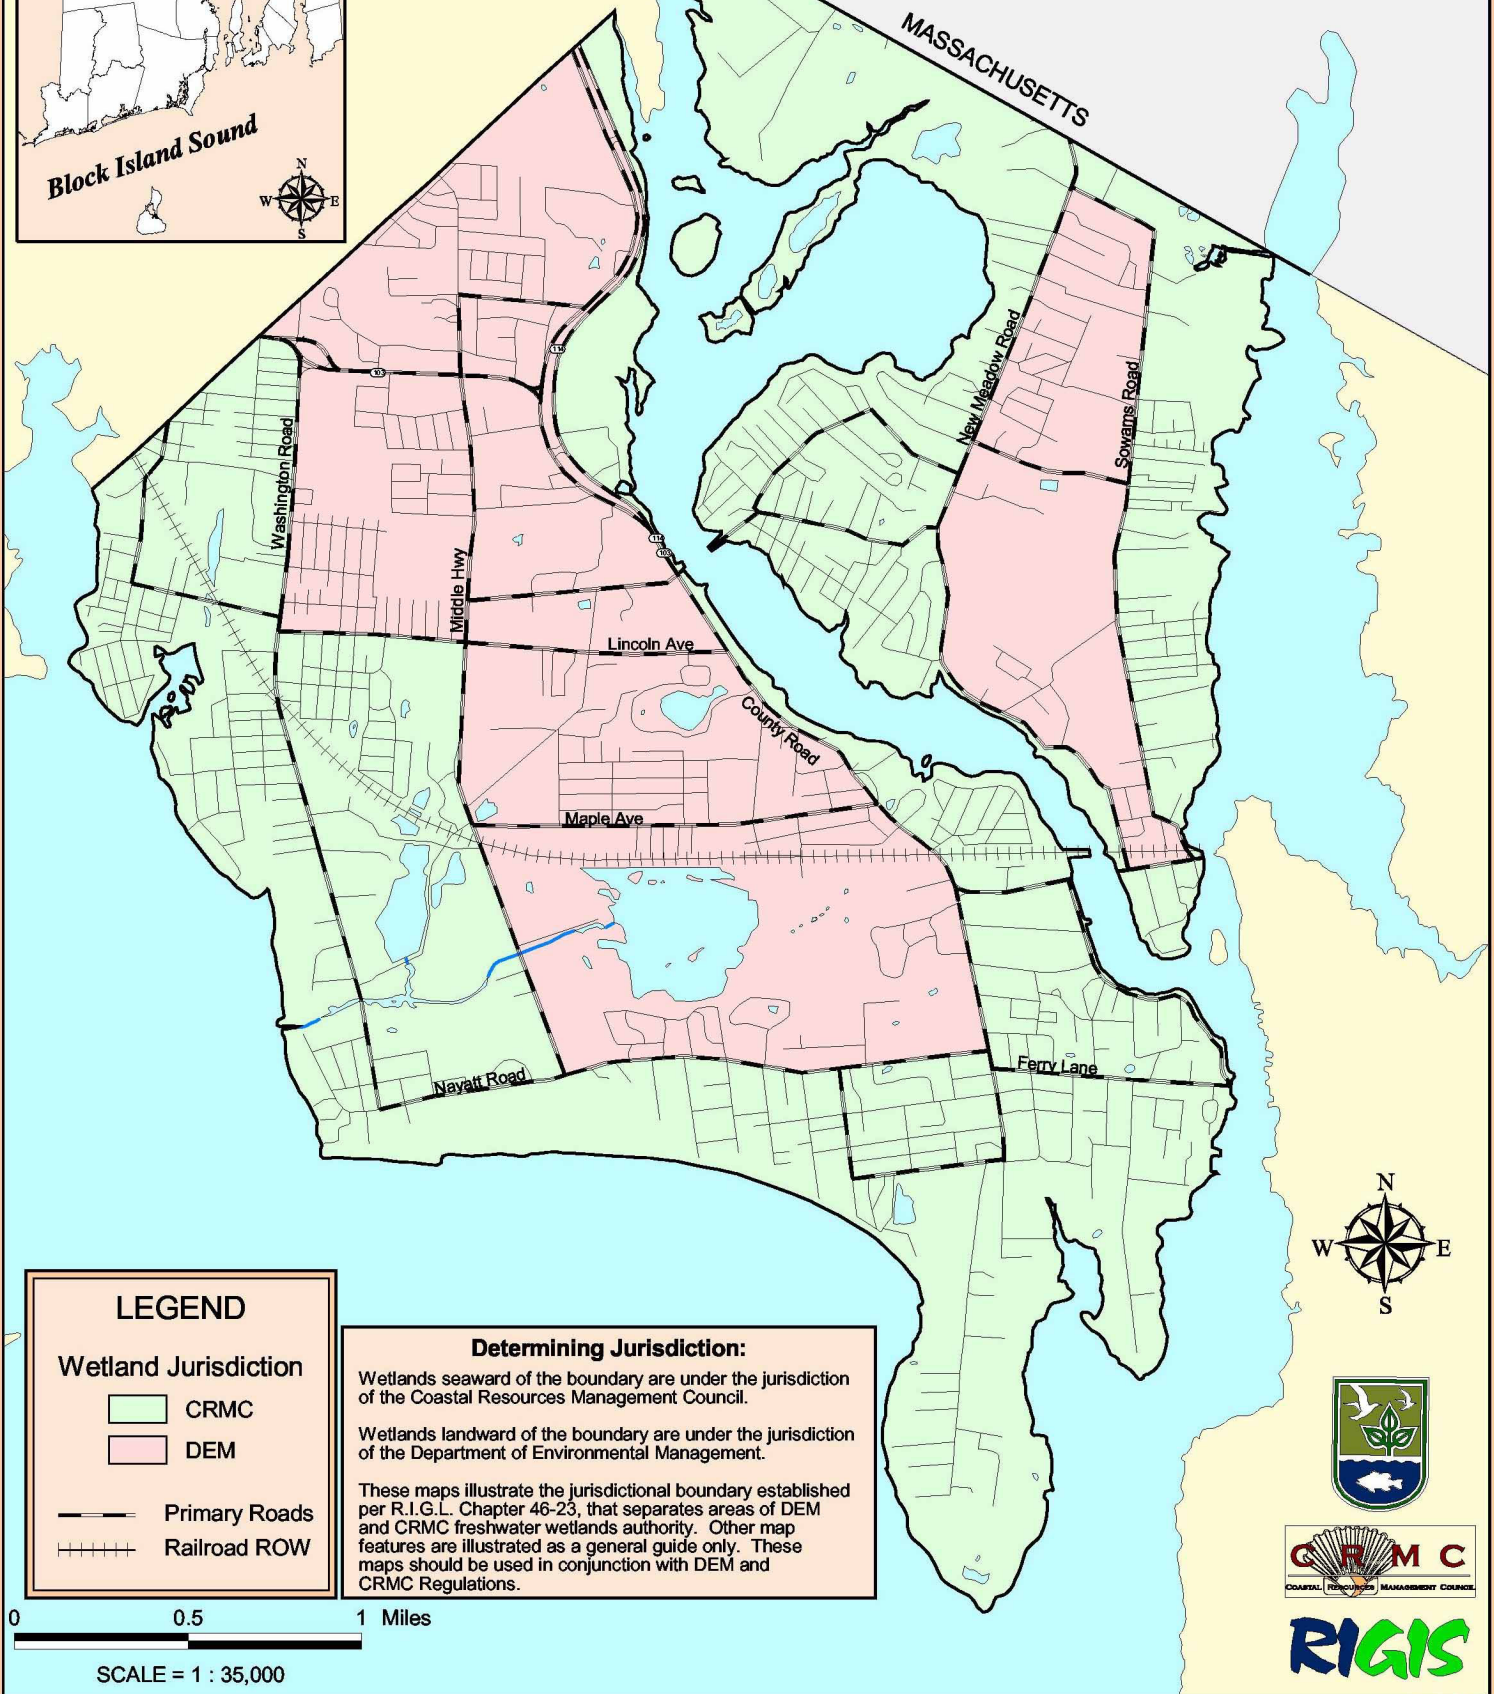 MASSACHUSETTS
Block Island Sound
N
W E
S
114
103
New Meadow Road
Sowams Road
Washington Road
Middle Hwy
114
103
Lincoln Ave
County Road
Maple Ave
Ferry Lane
Nayatt Road
N
W E
S
LEGEND
Wetland Jurisdiction
CRMC
DEM
Primary Roads
Railroad ROW
Determining Jurisdiction:
Wetlands seaward of the boundary are under the jurisdiction
of the Coastal Resources Management Council.
Wetlands landward of the boundary are under the jurisdiction
of the Department of Environmental Management.
These maps illustrate the jurisdictional boundary established
per R.I.G.L. Chapter 46-23, that separates areas of DEM
and CRMC freshwater wetlands authority. Other map
features are illustrated as a general guide only. These
maps should be used in conjunction with DEM and
CRMC Regulations.
CRMC
COASTAL RESOURCES MANAGEMENT COUNCIL
RIGIS
0 0.5 1 Miles
SCALE = 1 : 35,000